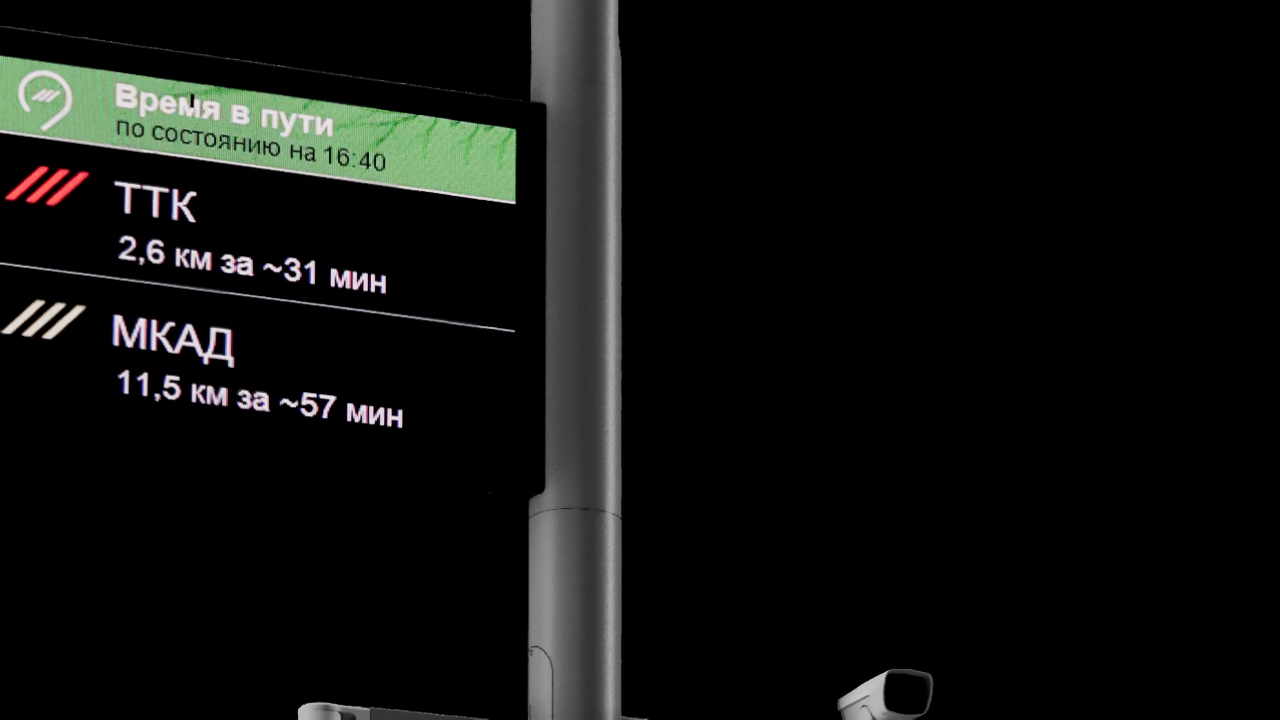 Время в пути
по состоянию на 16:40
ТТК
2,6 км за ~31 мин
МКАД
11,5 км за ~57 мин